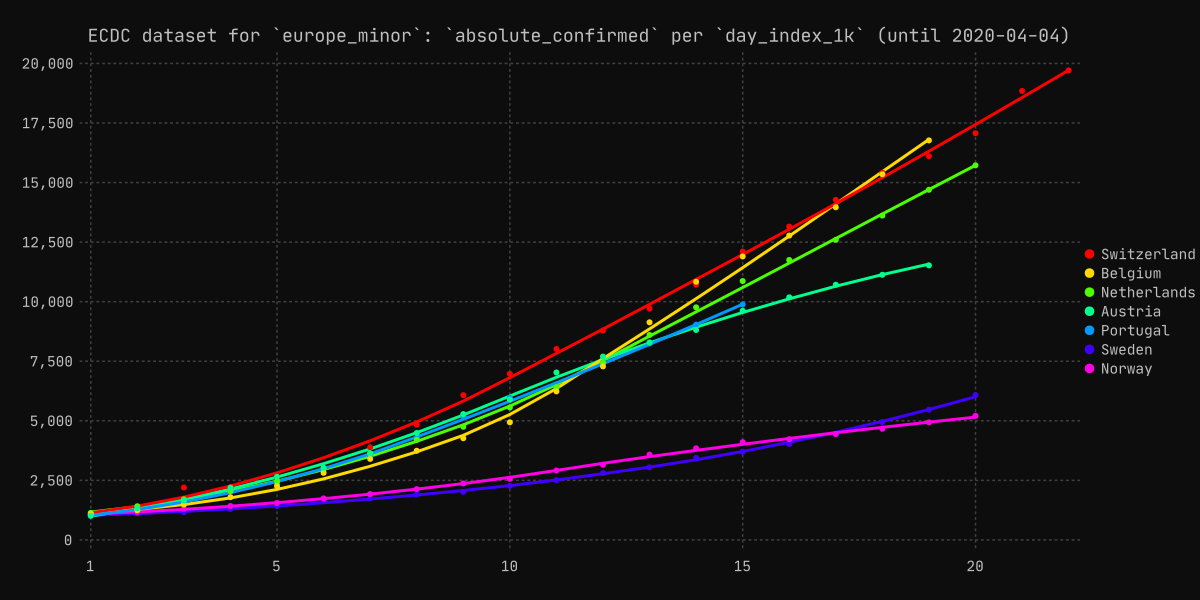 ECDC dataset for `europe_minor`: `absolute_confirmed` per `day_index_1k` (until 2020-04-04)
20,000
17,500
15,000
12,500
10,000
7,500
5,000
2,500
0
1 5 10 15 20
Switzerland
Belgium
Netherlands
Austria
Portugal
Sweden
Norway